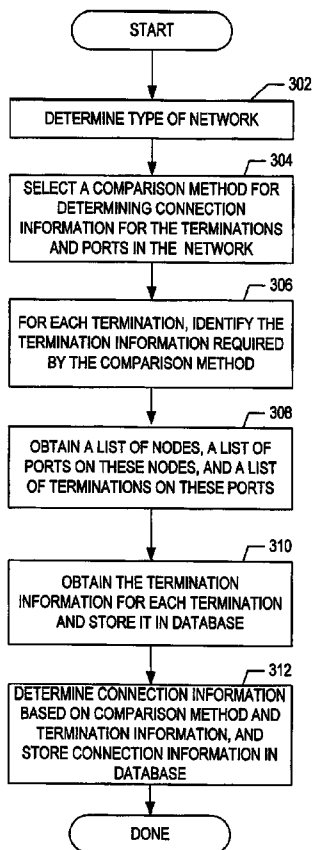 START
302
DETERMINE TYPE OF NETWORK
304
SELECT A COMPARISON METHOD FOR
DETERMINING CONNECTION
INFORMATION FOR THE TERMINATIONS
AND PORTS IN THE NETWORK
306
FOR EACH TERMINATION, IDENTIFY THE
TERMINATION INFORMATION REQUIRED
BY THE COMPARISON METHOD
308
OBTAIN A LIST OF NODES, A LIST OF
PORTS ON THESE NODES, AND A LIST
OF TERMINATIONS ON THESE PORTS
310
OBTAIN THE TERMINATION
INFORMATION FOR EACH TERMINATION
AND STORE IT IN DATABASE
312
DETERMINE CONNECTION INFORMATION
BASED ON COMPARISON METHOD AND
TERMINATION INFORMATION, AND
STORE CONNECTION INFORMATION IN
DATABASE
DONE